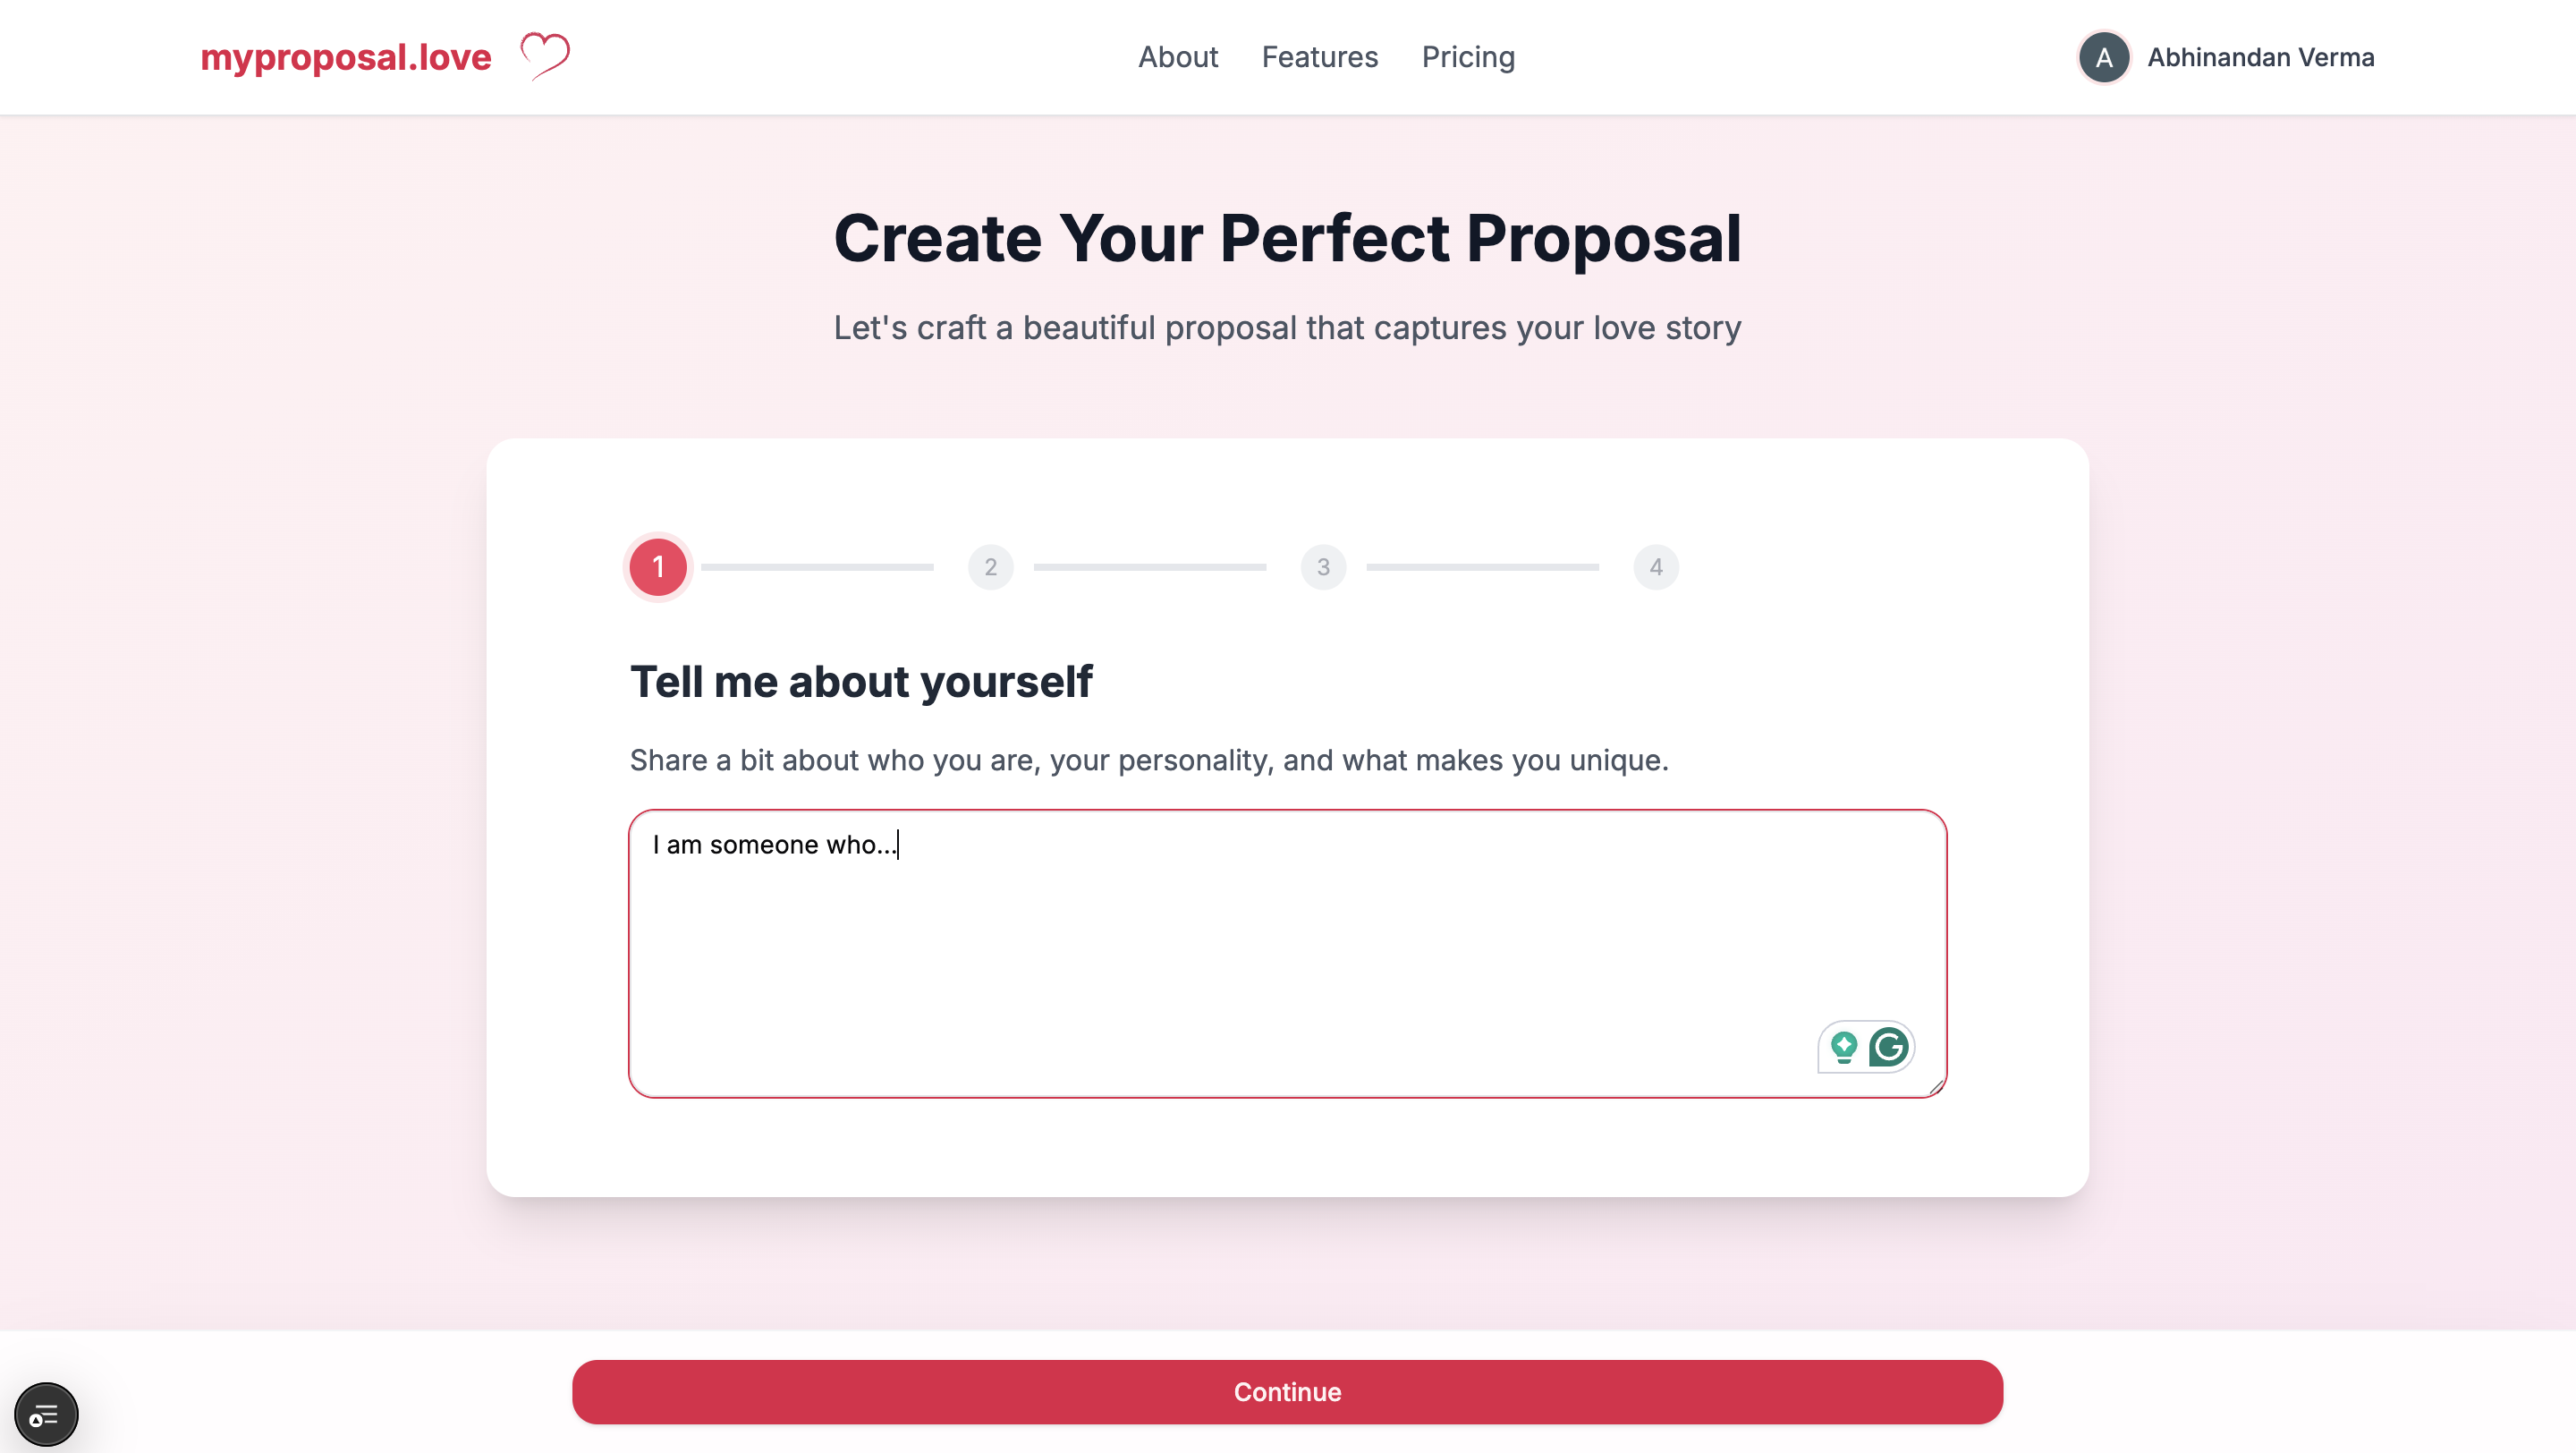 myproposal.love
About Features Pricing
A Abhinandan Verma
Create Your Perfect Proposal
Let's craft a beautiful proposal that captures your love story
1 2 3 4
Tell me about yourself
Share a bit about who you are, your personality, and what makes you unique.
I am someone who...
Continue